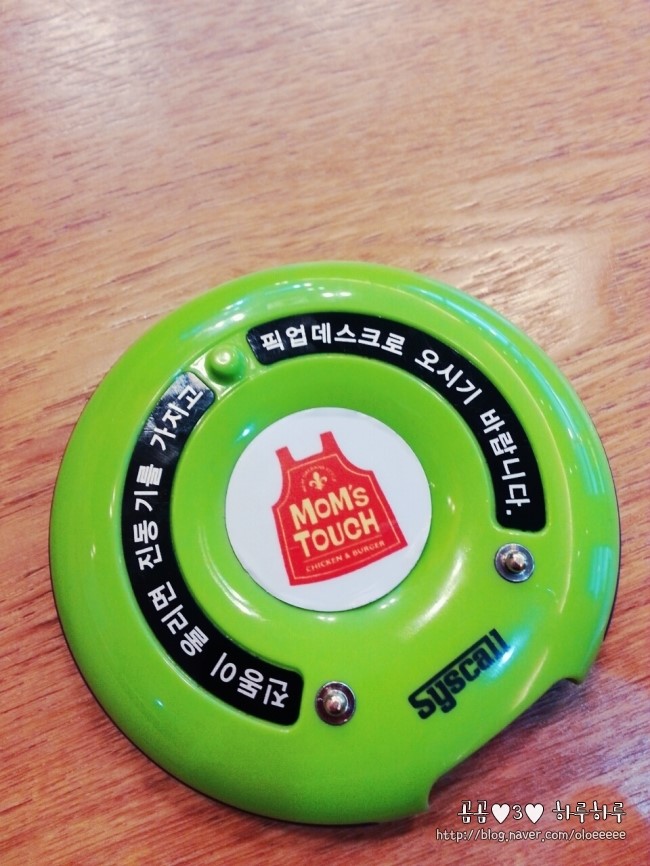 진동이 울리면 진동기를 가지고
픽업데스크로 오시기 바랍니다.
MOM'S
TOUCH
CHICKEN & BURGER
Syscall
곰곰♥3♥ 하루하루
http://blog.naver.com/oloeeeee